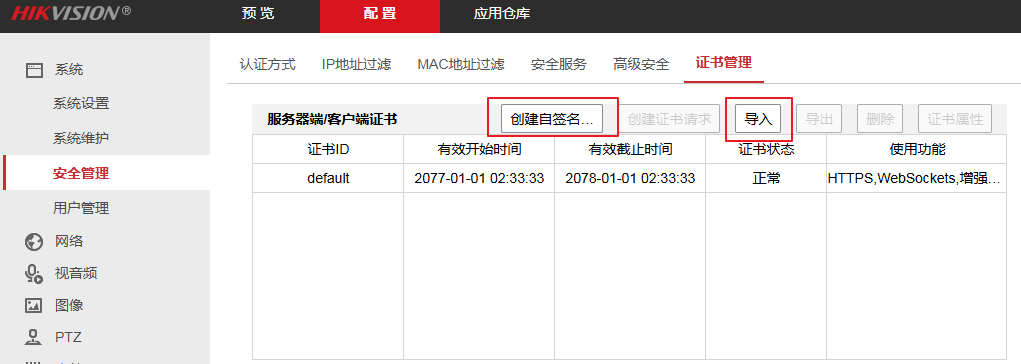 HIKVISION® 预览 配置 应用仓库
系统
系统设置
系统维护
安全管理
用户管理
网络
视音频
图像
PTZ
认证方式 IP地址过滤 MAC地址过滤 安全服务 高级安全 证书管理
服务器端/客户端证书 创建自签名... 创建证书请求 导入 导出 删除 证书属性
证书ID 有效开始时间 有效截止时间 证书状态 使用功能
default 2077-01-01 02:33:33 2078-01-01 02:33:33 正常 HTTPS,WebSockets,增强...